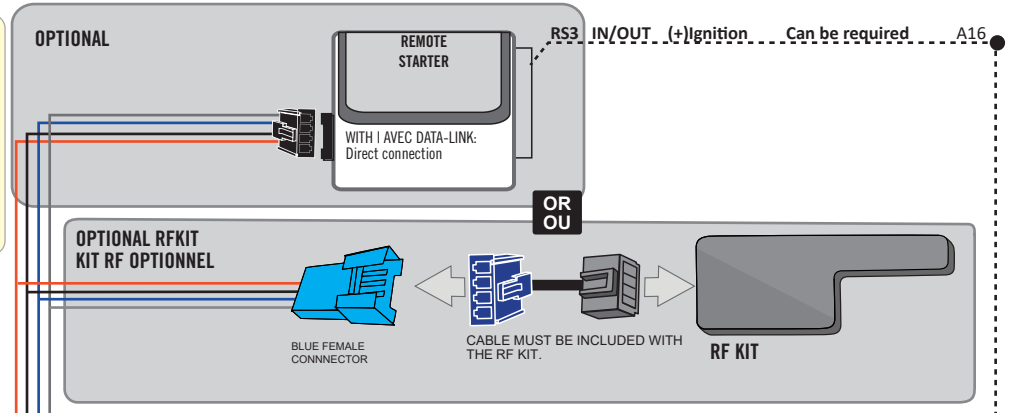 OPTIONAL
REMOTE
STARTER
RS3 IN/OUT (+)Ignition Can be required A16
WITH I AVEC DATA-LINK:
Direct connection
OR
OU
OPTIONAL RFKIT
KIT RF OPTIONNEL
BLUE FEMALE
CONNNECTOR
CABLE MUST BE INCLUDED WITH
THE RF KIT.
RF KIT